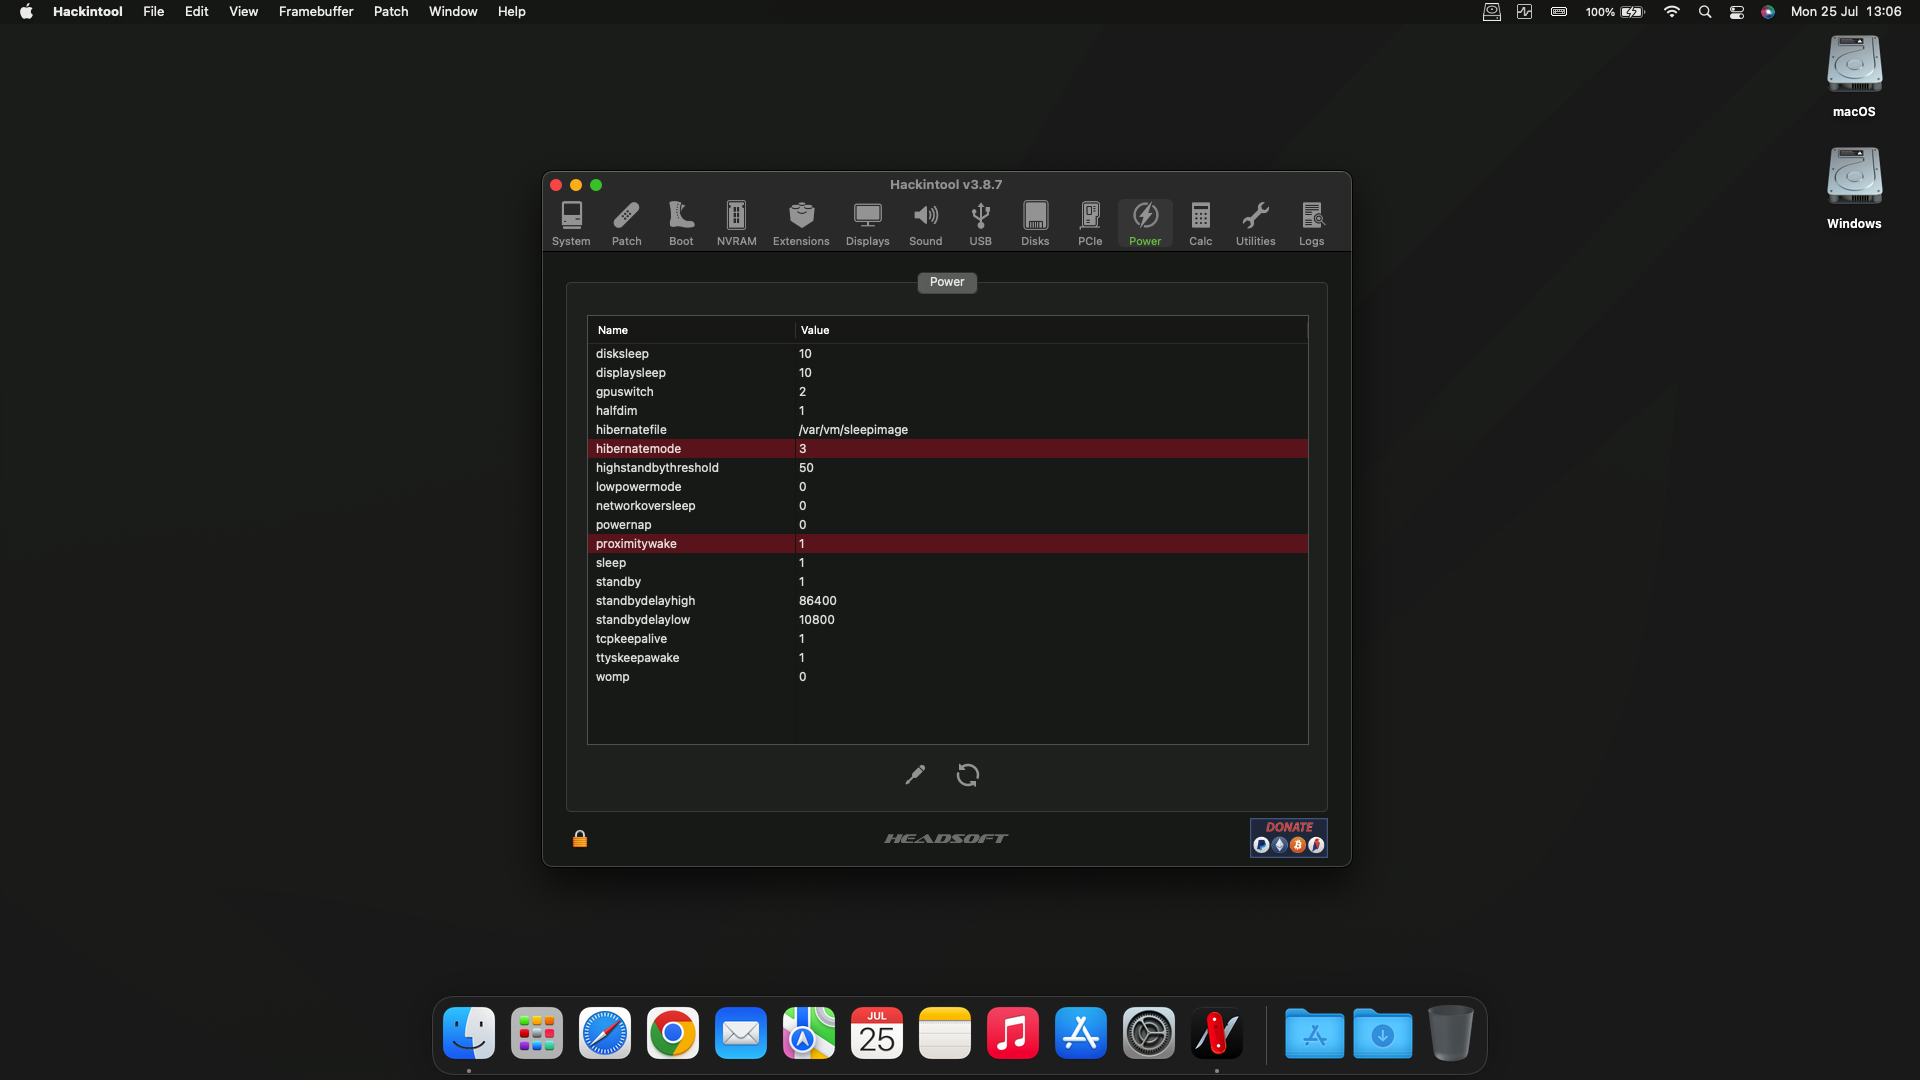 Hackintool File Edit View Framebuffer Patch Window Help 100% Mon 25 Jul 13:06
macOS
Windows
Hackintool v3.8.7
System Patch Boot NVRAM Extensions Displays Sound USB Disks PCIe Power Calc Utilities Logs
Power
Name Value
disksleep 10
displaysleep 10
gpuswitch 2
halfdim 1
hibernatefile /var/vm/sleepimage
hibernatemode 3
highstandbythreshold 50
lowpowermode 0
networkoversleep 0
powernap 0
proximitywake 1
sleep 1
standby 1
standbydelayhigh 86400
standbydelaylow 10800
tcpkeepalive 1
ttyskeepawake 1
womp 0
HEADSOFT
DONATE
JUL
25